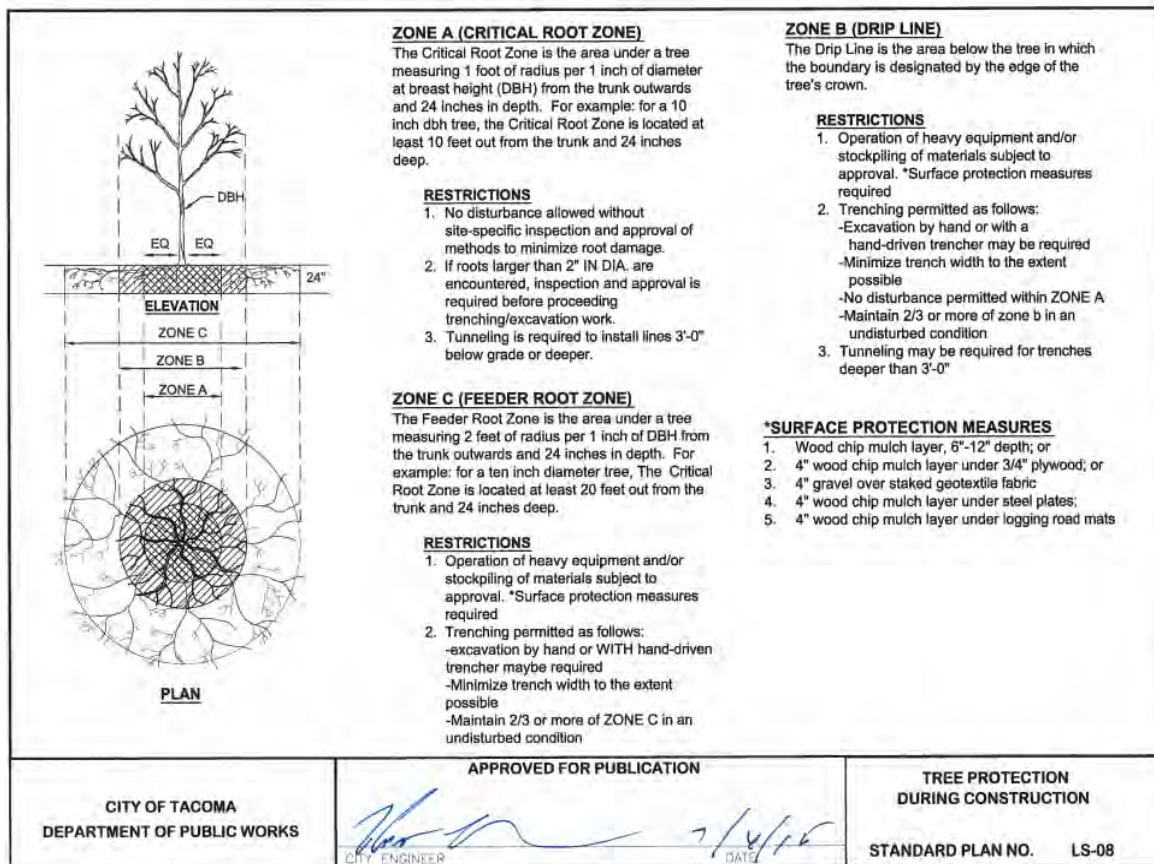 DBH
EQ
EQ
24"
ELEVATION
ZONE C
ZONE B
ZONE A
PLAN
ZONE A (CRITICAL ROOT ZONE)
The Critical Root Zone is the area under a tree
measuring 1 foot of radius per 1 inch of diameter
at breast height (DBH) from the trunk outwards
and 24 inches in depth. For example: for a 10
inch dbh tree, the Critical Root Zone is located at
least 10 feet out from the trunk and 24 inches
deep.
RESTRICTIONS
1. No disturbance allowed without
site-specific inspection and approval of
methods to minimize root damage.
2. If roots larger than 2" IN DIA. are
encountered, inspection and approval is
required before proceeding
trenching/excavation work.
3. Tunneling is required to install lines 3'-0"
below grade or deeper.
ZONE C (FEEDER ROOT ZONE)
The Feeder Root Zone is the area under a tree
measuring 2 feet of radius per 1 inch of DBH from
the trunk outwards and 24 inches in depth. For
example: for a ten inch diameter tree, The Critical
Root Zone is located at least 20 feet out from the
trunk and 24 inches deep.
RESTRICTIONS
1. Operation of heavy equipment and/or
stockpiling of materials subject to
approval. *Surface protection measures
required
2. Trenching permitted as follows:
-excavation by hand or WITH hand-driven
trencher maybe required
-Minimize trench width to the extent
possible
-Maintain 2/3 or more of ZONE C in an
undisturbed condition
ZONE B (DRIP LINE)
The Drip Line is the area below the tree in which
the boundary is designated by the edge of the
tree's crown.
RESTRICTIONS
1. Operation of heavy equipment and/or
stockpiling of materials subject to
approval. *Surface protection measures
required
2. Trenching permitted as follows:
-Excavation by hand or with a
hand-driven trencher may be required
-Minimize trench width to the extent
possible
-No disturbance permitted within ZONE A
-Maintain 2/3 or more of zone b in an
undisturbed condition
3. Tunneling may be required for trenches
deeper than 3'-0"
*SURFACE PROTECTION MEASURES
1. Wood chip mulch layer, 6"-12" depth; or
2. 4" wood chip mulch layer under 3/4" plywood; or
3. 4" gravel over staked geotextile fabric
4. 4" wood chip mulch layer under steel plates;
5. 4" wood chip mulch layer under logging road mats
CITY OF TACOMA
DEPARTMENT OF PUBLIC WORKS
APPROVED FOR PUBLICATION
CITY ENGINEER
DATE
TREE PROTECTION
DURING CONSTRUCTION
STANDARD PLAN NO. LS-08